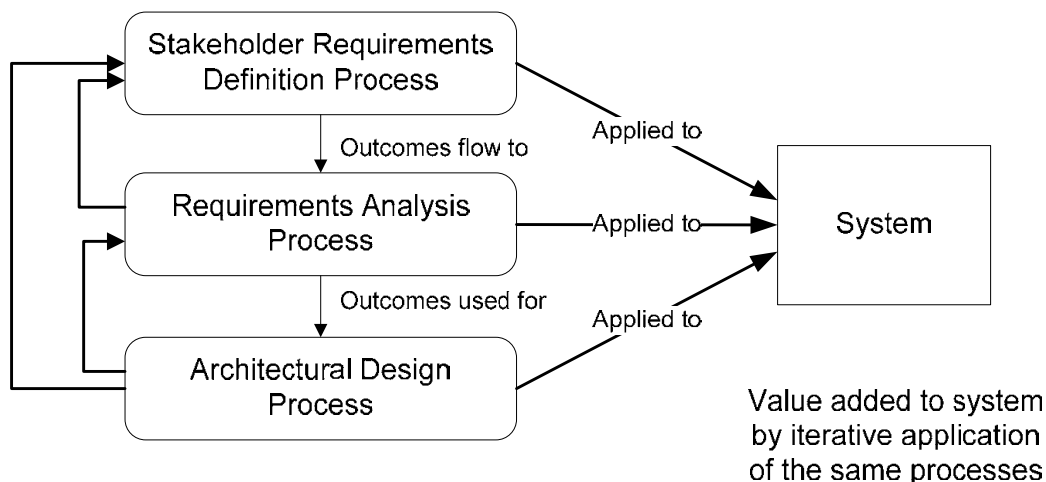 Stakeholder Requirements
Definition Process
Applied to
Outcomes flow to
Requirements Analysis
Process
Applied to
System
Outcomes used for
Applied to
Architectural Design
Process
Value added to system
by iterative application
of the same processes